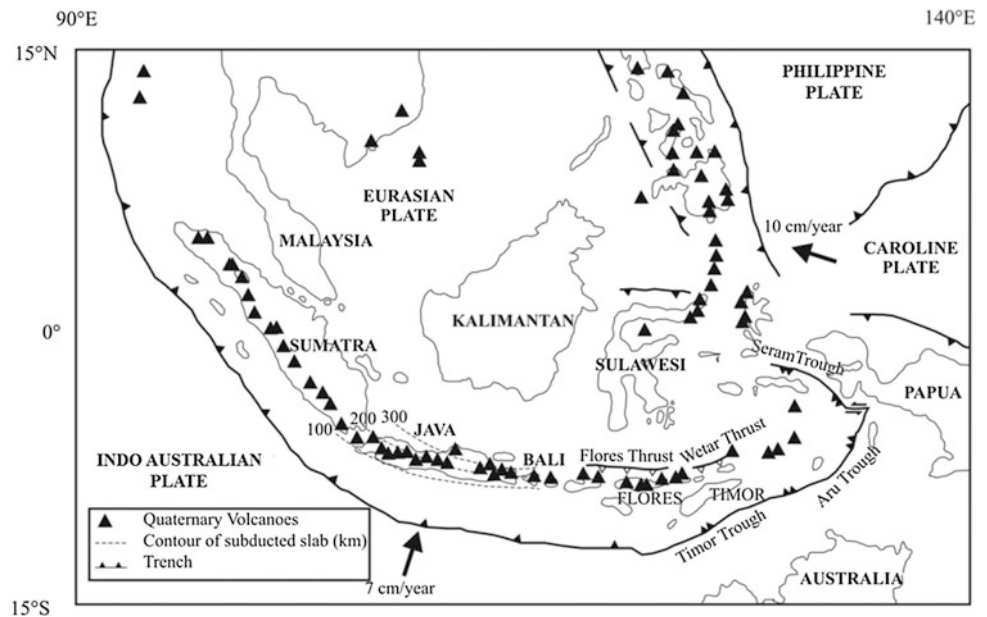 90°E
140°E
15°N
PHILIPPINE
PLATE
EURASIAN
PLATE
MALAYSIA
10 cm/year
CAROLINE
PLATE
KALIMANTAN
0°
SUMATRA
SULAWESI
Seram Trough
PAPUA
100
200
300
JAVA
INDO AUSTRALIAN
PLATE
BALI
Flores Thrust
Wetar Thrust
FLORES
TIMOR
Aru Trough
Timor Trough
Quaternary Volcanoes
Contour of subducted slab (km)
Trench
7 cm/year
AUSTRALIA
15°S